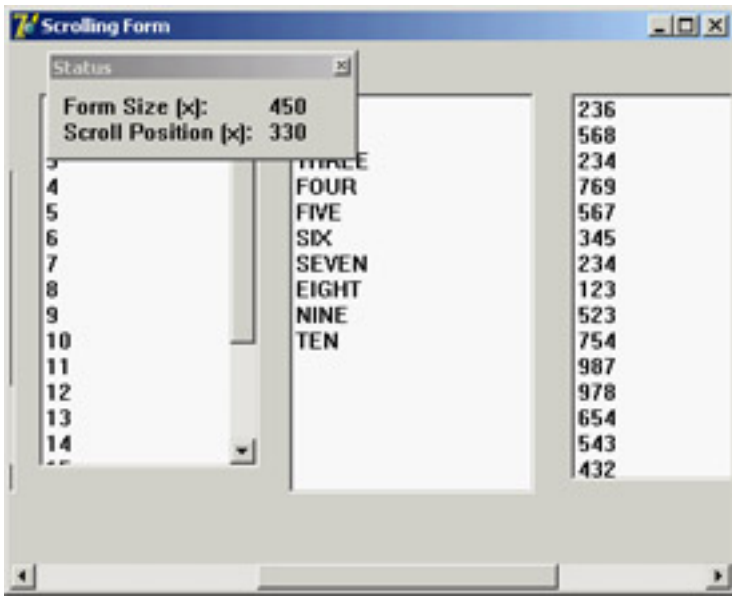 Scrolling Form
Status
Form Size (x): 450
Scroll Position (x): 330
3
4
5
6
7
8
9
10
11
12
13
14
THREE
FOUR
FIVE
SIX
SEVEN
EIGHT
NINE
TEN
236
568
234
769
567
345
234
123
523
754
987
978
654
543
432